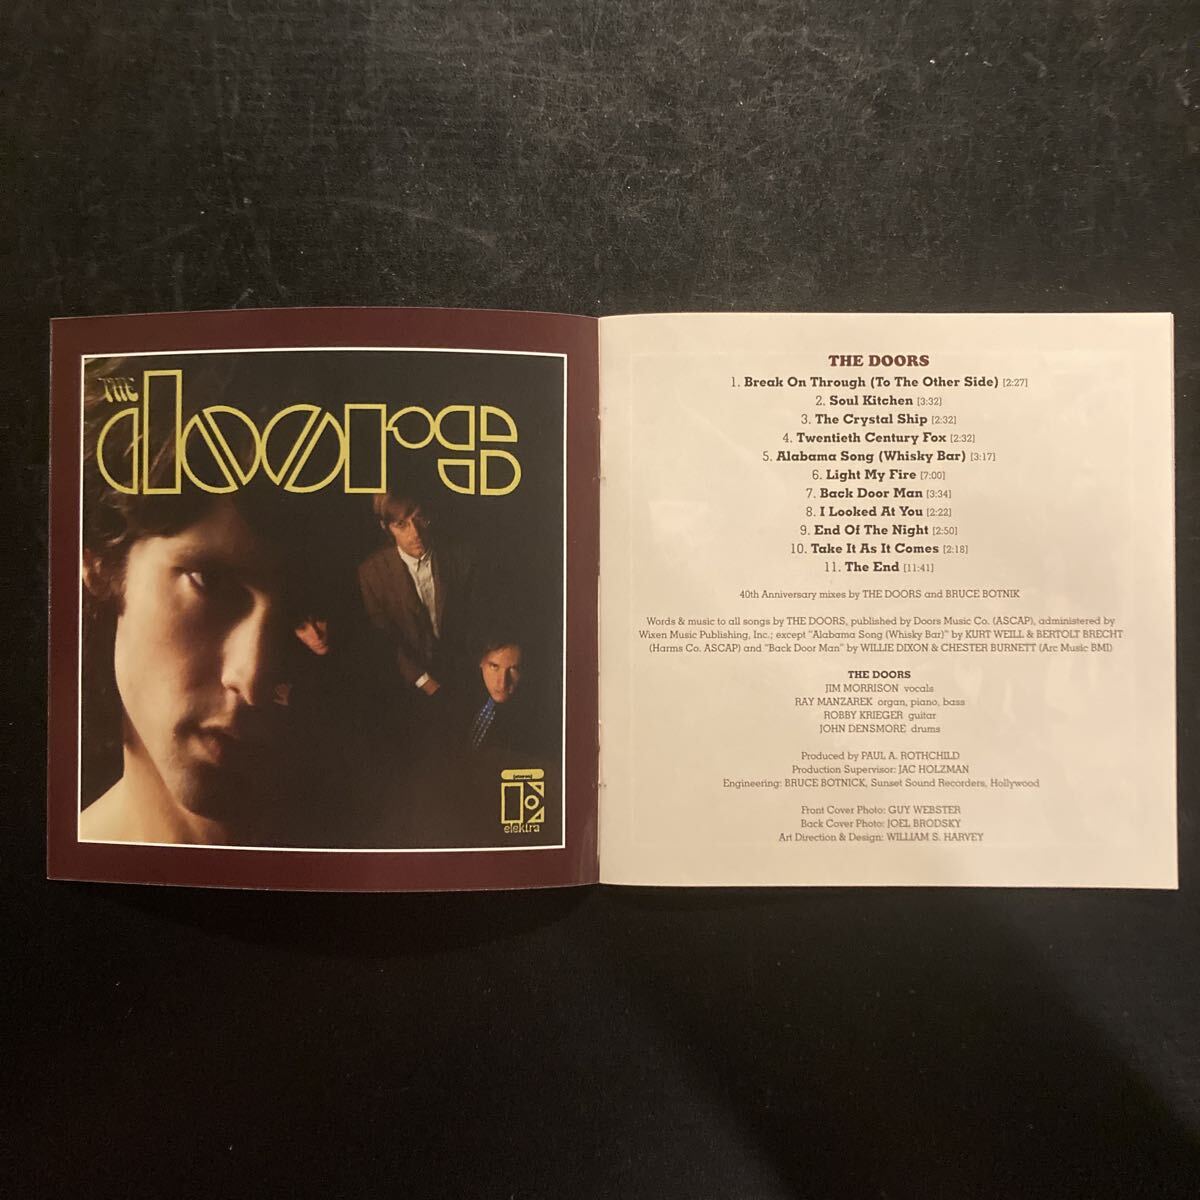 THE
doors
[stereo]
elektra
THE DOORS
1. Break On Through (To The Other Side) [2:27]
2. Soul Kitchen [3:32]
3. The Crystal Ship [2:32]
4. Twentieth Century Fox [2:32]
5. Alabama Song (Whisky Bar) [3:17]
6. Light My Fire [7:00]
7. Back Door Man [3:34]
8. I Looked At You [2:22]
9. End Of The Night [2:50]
10. Take It As It Comes [2:18]
11. The End [11:41]
40th Anniversary mixes by THE DOORS and BRUCE BOTNIK
Words & music to all songs by THE DOORS, published by Doors Music Co. (ASCAP), administered by
Wixen Music Publishing, Inc.; except "Alabama Song (Whisky Bar)" by KURT WEILL & BERTOLT BRECHT
(Harms Co. ASCAP) and "Back Door Man" by WILLIE DIXON & CHESTER BURNETT (Arc Music BMI)
THE DOORS
JIM MORRISON vocals
RAY MANZAREK organ, piano, bass
ROBBY KRIEGER guitar
JOHN DENSMORE drums
Produced by PAUL A. ROTHCHILD
Production Supervisor: JAC HOLZMAN
Engineering: BRUCE BOTNICK, Sunset Sound Recorders, Hollywood
Front Cover Photo: GUY WEBSTER
Back Cover Photo: JOEL BRODSKY
Art Direction & Design: WILLIAM S. HARVEY